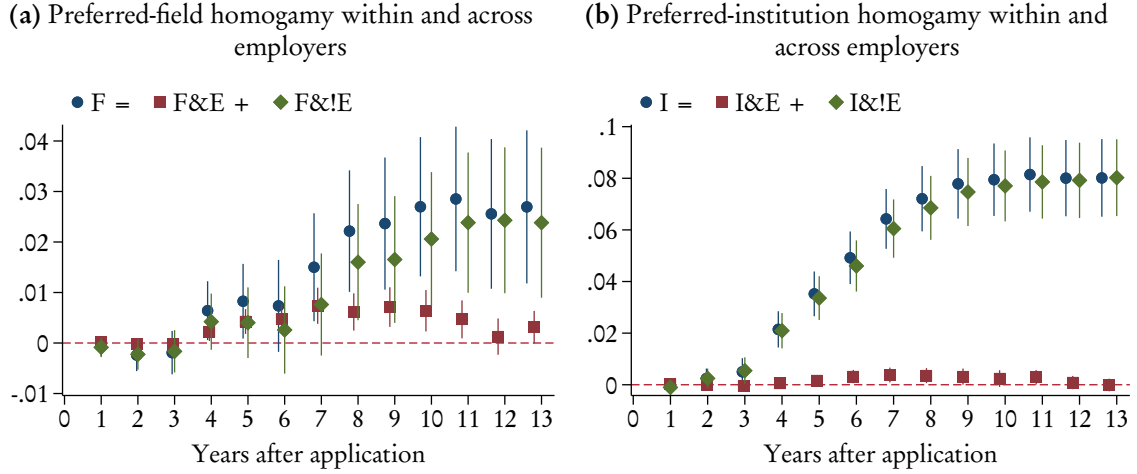 (a) Preferred-field homogamy within and across
employers
F = F&E + F&!E
.04
.03
.02
.01
0
-.01
0 1 2 3 4 5 6 7 8 9 10 11 12 13
Years after application
(b) Preferred-institution homogamy within and
across employers
I = I&E + I&!E
.1
.08
.06
.04
.02
0
0 1 2 3 4 5 6 7 8 9 10 11 12 13
Years after application